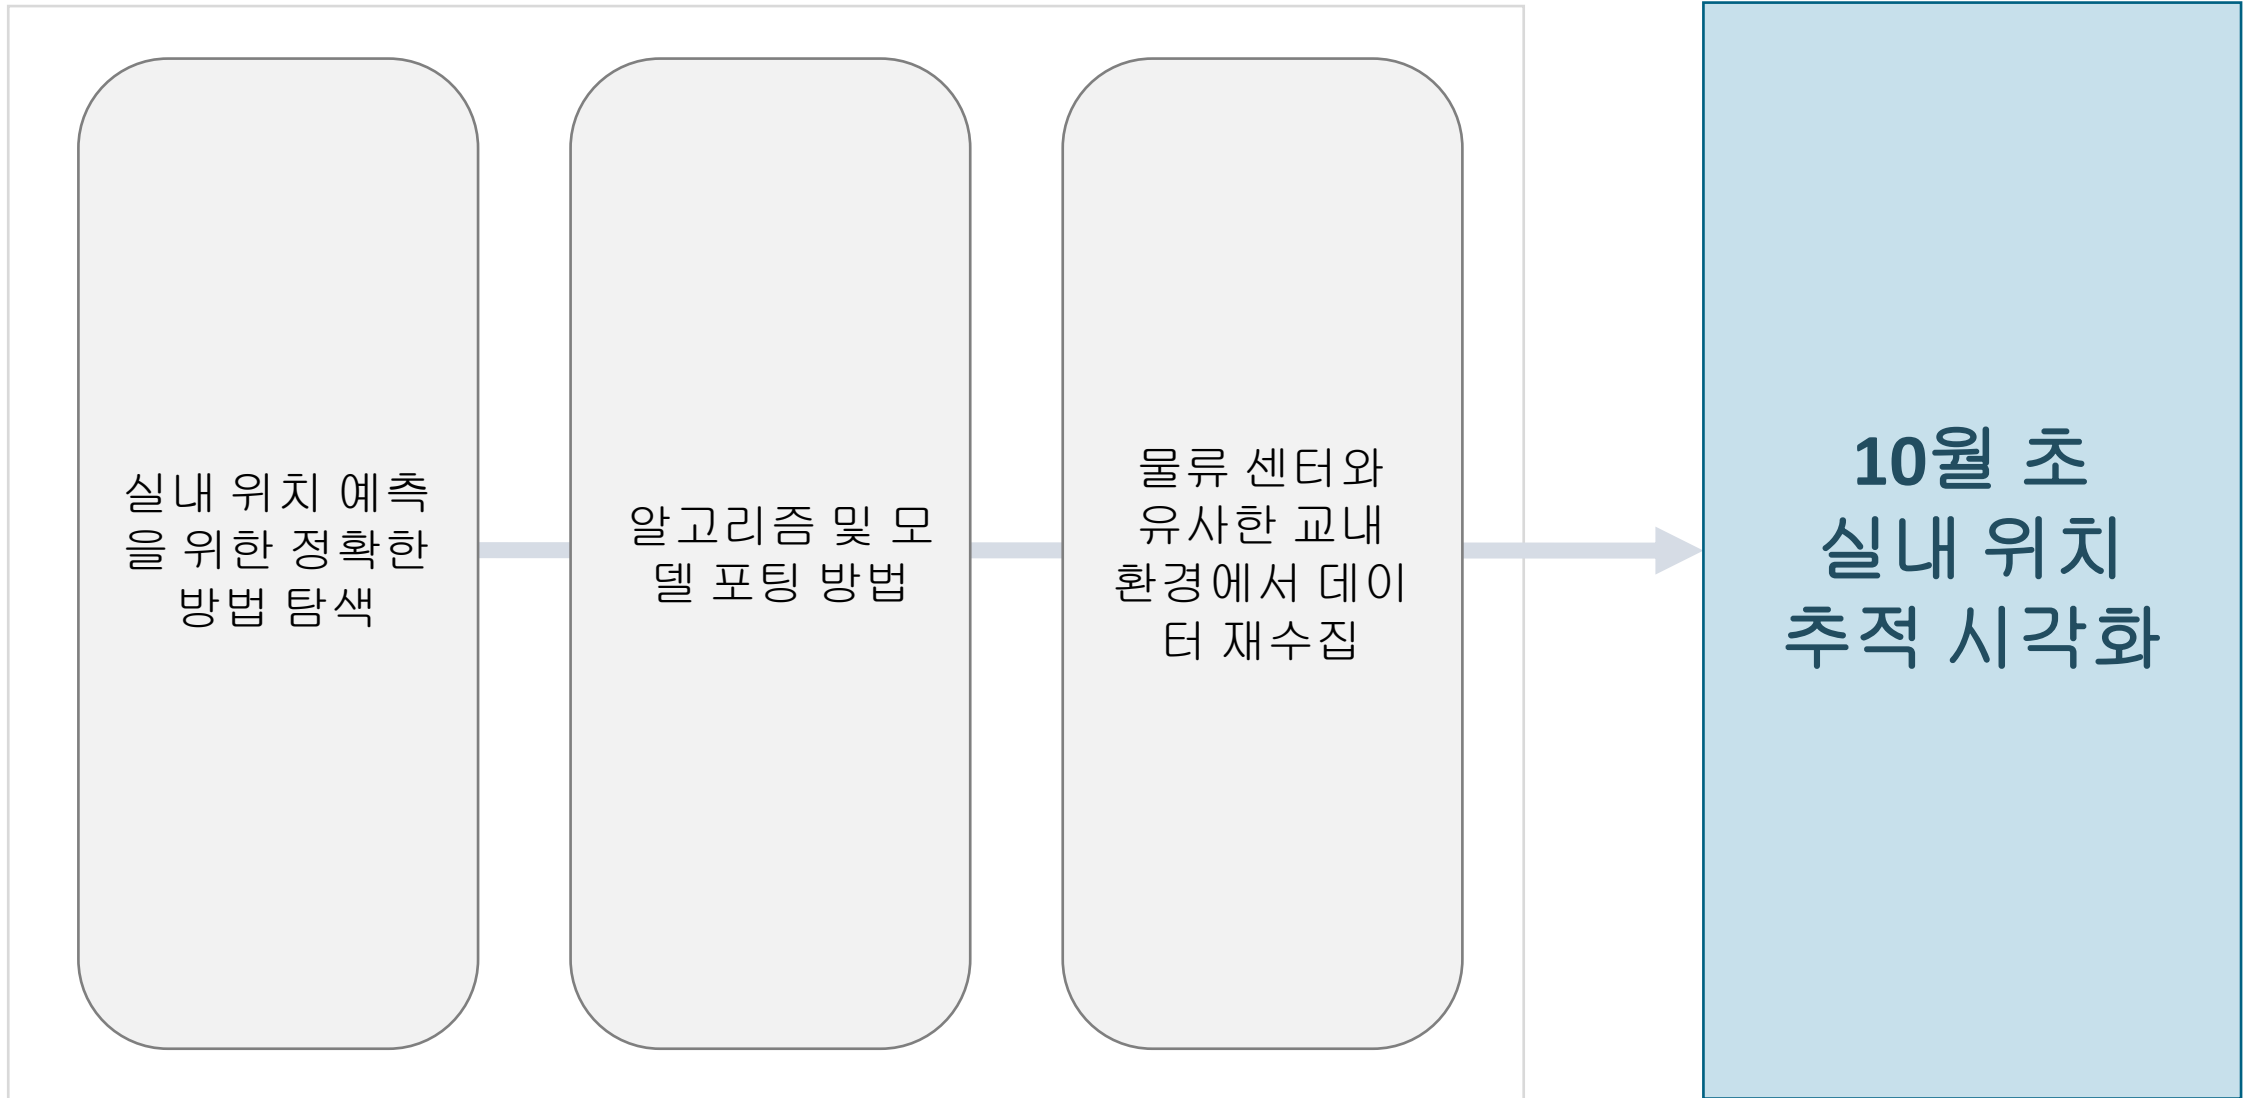 실내 위치 예측
을 위한 정확한
방법 탐색
알고리즘 및 모
델 포팅 방법
물류 센터와
유사한 교내
환경에서 데이
터 재수집
10월 초
실내 위치
추적 시각화